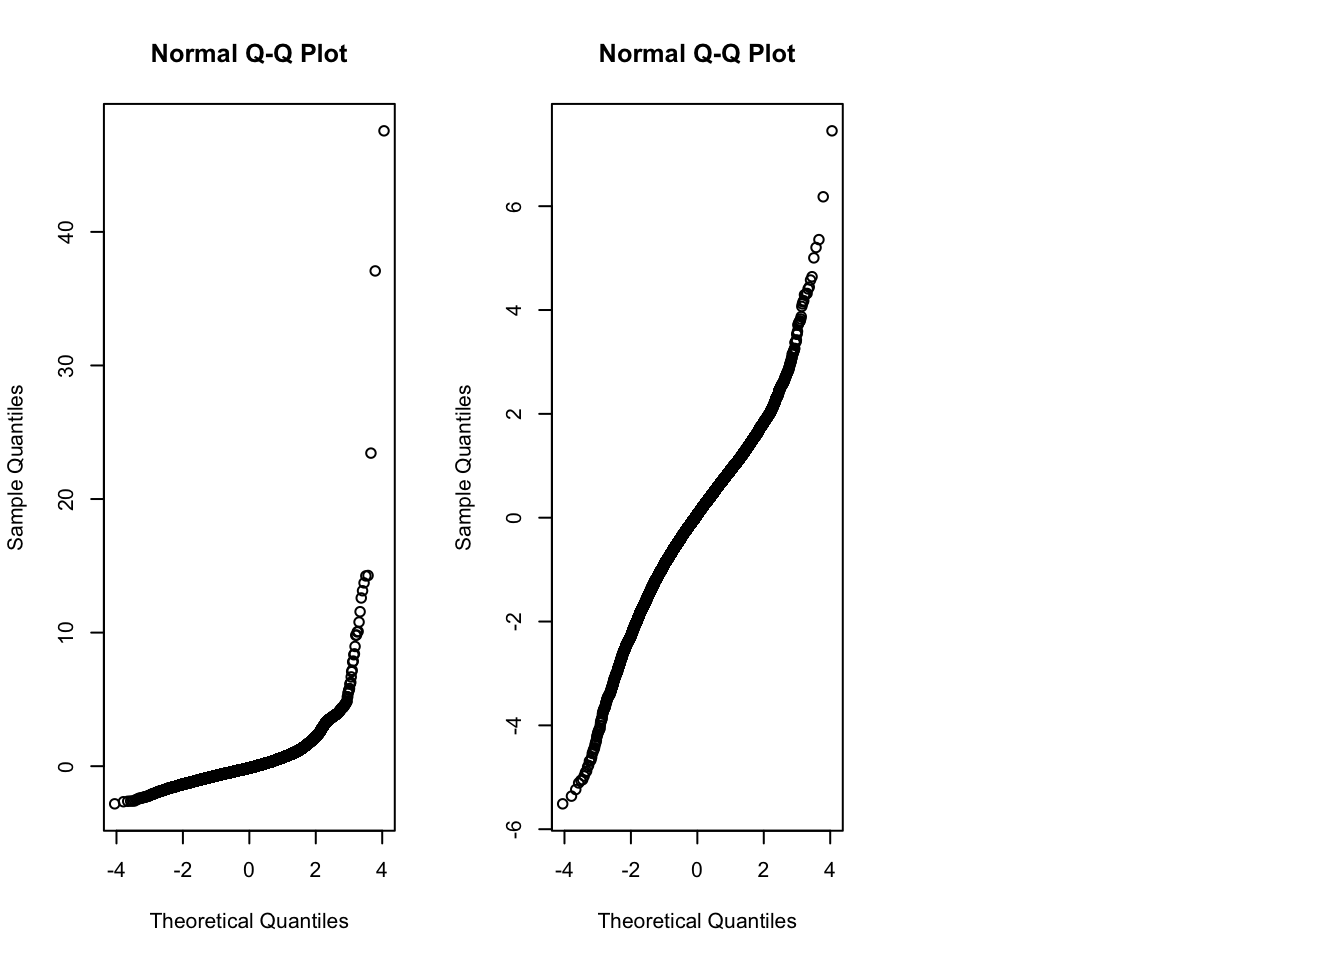 Normal Q-Q Plot
Sample Quantiles
40
30
20
10
0
-4 -2 0 2 4
Theoretical Quantiles
Normal Q-Q Plot
Sample Quantiles
6
4
2
0
-2
-4
-6
-4 -2 0 2 4
Theoretical Quantiles